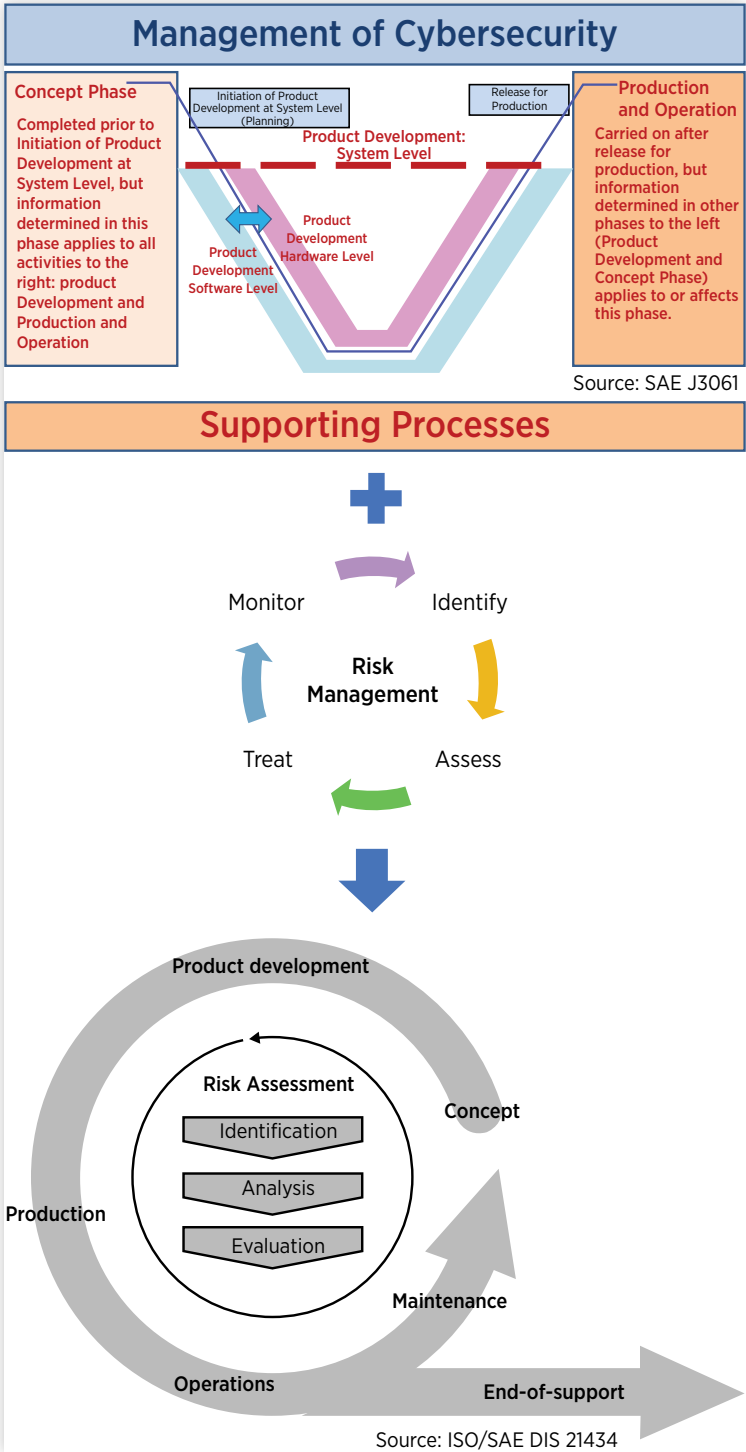 Management of Cybersecurity
Concept Phase
Completed prior to
Initiation of Product
Development at
System Level, but
information
determined in this
phase applies to all
activities to the
right: product
Development and
Production and
Operation
Initiation of Product
Development at System Level
(Planning)
Release for
Production
Product Development:
System Level
Product
Development
Hardware Level
Product
Development
Software Level
Production
and Operation
Carried on after
release for
production, but
information
determined in other
phases to the left
(Product
Development and
Concept Phase)
applies to or affects
this phase.
Source: SAE J3061
Supporting Processes
Monitor
Identify
Risk
Management
Treat
Assess
Product development
Risk Assessment
Concept
Identification
Analysis
Production
Evaluation
Maintenance
Operations
End-of-support
Source: ISO/SAE DIS 21434